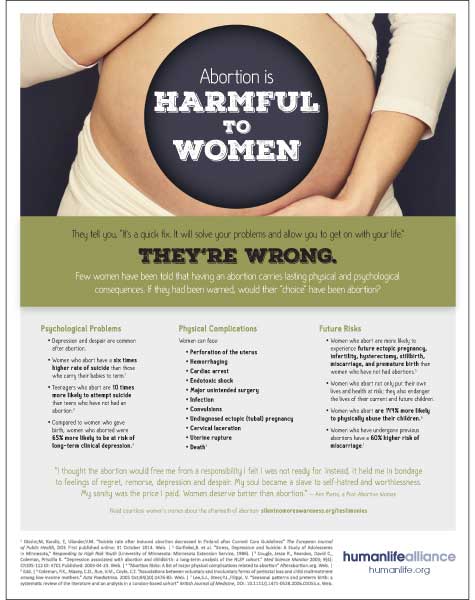 Abortion is
HARMFUL
TO
WOMEN
They tell you, "It's a quick fix. It will solve your problems and allow you to get on with your life."
THEY'RE WRONG.
Few women have been told that having an abortion carries lasting physical and psychological
consequences. If they had been warned, would their "choice" have been abortion?
Psychological Problems
• Depression and despair are common
after abortion.
• Women who abort have a six times
higher rate of suicide than those
who carry their babies to term.
• Teenagers who abort are 10 times
more likely to attempt suicide
than teens who have not had an
abortion.
• Compared to women who gave
birth, women who aborted were
65% more likely to be at risk of
long-term clinical depression.
Physical Complications
Women can face:
• Perforation of the uterus
• Hemorrhaging
• Cardiac arrest
• Endotoxic shock
• Major unintended surgery
• Infection
• Convulsions
• Undiagnosed ectopic (tubal) pregnancy
• Cervical laceration
• Uterine rupture
• Death
Future Risks
• Women who abort are more likely to
experience future ectopic pregnancy,
infertility, hysterectomy, stillbirth,
miscarriage, and premature birth than
women who have not had abortions.
• Women who abort not only put their own
lives and health at risk; they also endanger
the lives of their current and future children.
• Women who abort are 144% more likely
to physically abuse their children.
• Women who have undergone previous
abortions have a 60% higher risk of
miscarriage.
"I thought the abortion would free me from a responsibility I felt I was not ready for. Instead, it held me in bondage
to feelings of regret, remorse, depression and despair. My soul became a slave to self-hatred and worthlessness.
My sanity was the price I paid. Women deserve better than abortion." — Ann Marie, a Post-Abortive Woman
Read countless women's stories about the aftermath of abortion: silentnomoreawareness.org/testimonies
humanlifealliance
humanlife.org